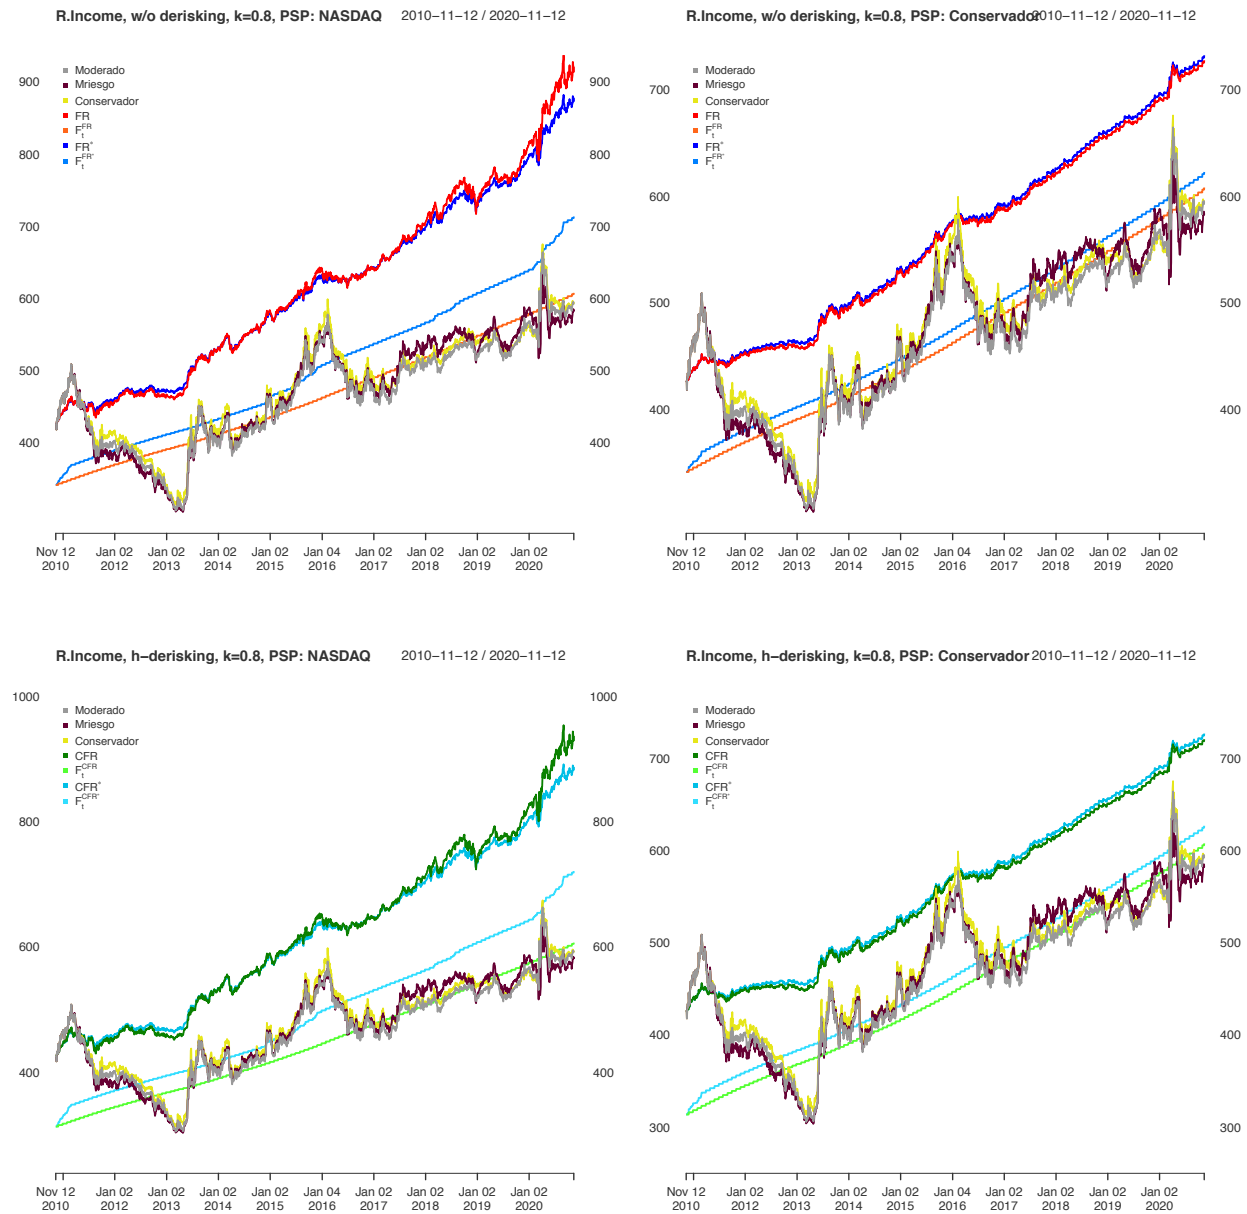 R.Income, w/o derisking, k=0.8, PSP: NASDAQ 2010−11−12 / 2020−11−12
900 900
800 800
700 700
600 600
500 500
400 400
Moderado
Mriesgo
Conservador
FR
F_t^FR
FR*
F_t^FR*
Nov 12 2010
Jan 02 2012
Jan 02 2013
Jan 02 2014
Jan 02 2015
Jan 04 2016
Jan 02 2017
Jan 02 2018
Jan 02 2019
Jan 02 2020
R.Income, w/o derisking, k=0.8, PSP: Conservador 2010−11−12 / 2020−11−12
700 700
600 600
500 500
400 400
Moderado
Mriesgo
Conservador
FR
F_t^FR
FR*
F_t^FR*
Nov 12 2010
Jan 02 2012
Jan 02 2013
Jan 02 2014
Jan 02 2015
Jan 04 2016
Jan 02 2017
Jan 02 2018
Jan 02 2019
Jan 02 2020
R.Income, h−derisking, k=0.8, PSP: NASDAQ 2010−11−12 / 2020−11−12
1000 1000
800 800
600 600
400 400
Moderado
Mriesgo
Conservador
CFR
F_t^CFR
CFR*
F_t^CFR*
Nov 12 2010
Jan 02 2012
Jan 02 2013
Jan 02 2014
Jan 02 2015
Jan 04 2016
Jan 02 2017
Jan 02 2018
Jan 02 2019
Jan 02 2020
R.Income, h−derisking, k=0.8, PSP: Conservador 2010−11−12 / 2020−11−12
700 700
600 600
500 500
400 400
300 300
Moderado
Mriesgo
Conservador
CFR
F_t^CFR
CFR*
F_t^CFR*
Nov 12 2010
Jan 02 2012
Jan 02 2013
Jan 02 2014
Jan 02 2015
Jan 04 2016
Jan 02 2017
Jan 02 2018
Jan 02 2019
Jan 02 2020